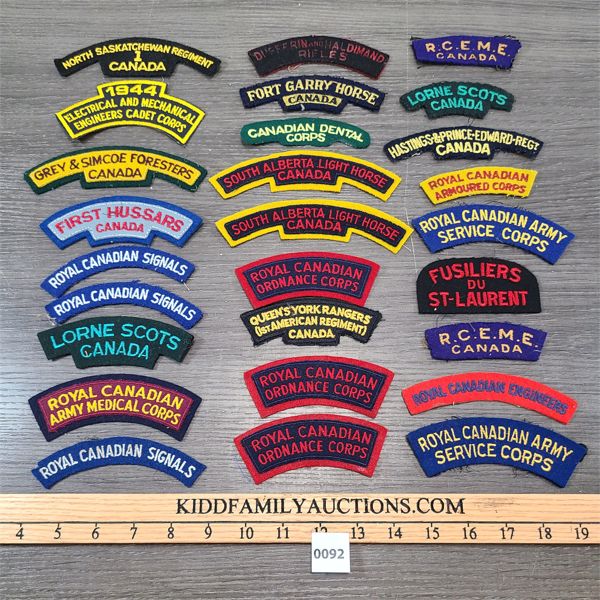 NORTH SASKATCHEWAN REGIMENT
1
CANADA
1944
ELECTRICAL AND MECHANICAL
ENGINEERS CADET CORPS
GREY & SIMCOE FORESTERS
CANADA
FIRST HUSSARS
CANADA
ROYAL CANADIAN SIGNALS
ROYAL CANADIAN SIGNALS
LORNE SCOTS
CANADA
ROYAL CANADIAN
ARMY MEDICAL CORPS
ROYAL CANADIAN SIGNALS
DUFFERIN AND HALDIMAND
RIFLES
FORT GARRY HORSE
CANADA
CANADIAN DENTAL
CORPS
SOUTH ALBERTA LIGHT HORSE
CANADA
SOUTH ALBERTA LIGHT HORSE
CANADA
ROYAL CANADIAN
ORDNANCE CORPS
QUEEN'S YORK RANGERS
(1ST AMERICAN REGIMENT)
CANADA
ROYAL CANADIAN
ORDNANCE CORPS
ROYAL CANADIAN
ORDNANCE CORPS
R.C.E.M.E.
CANADA
LORNE SCOTS
CANADA
HASTINGS & PRINCE-EDWARD-REGT
CANADA
ROYAL CANADIAN
ARMOURED CORPS
ROYAL CANADIAN ARMY
SERVICE CORPS
FUSILIERS
DU
ST-LAURENT
R.C.E.M.E.
CANADA
ROYAL CANADIAN ENGINEERS
ROYAL CANADIAN ARMY
SERVICE CORPS
KIDDFAMILYAUCTIONS.COM
4 5 6 7 8 9 10 11 12 13 14 15 16 17 18 19
0092